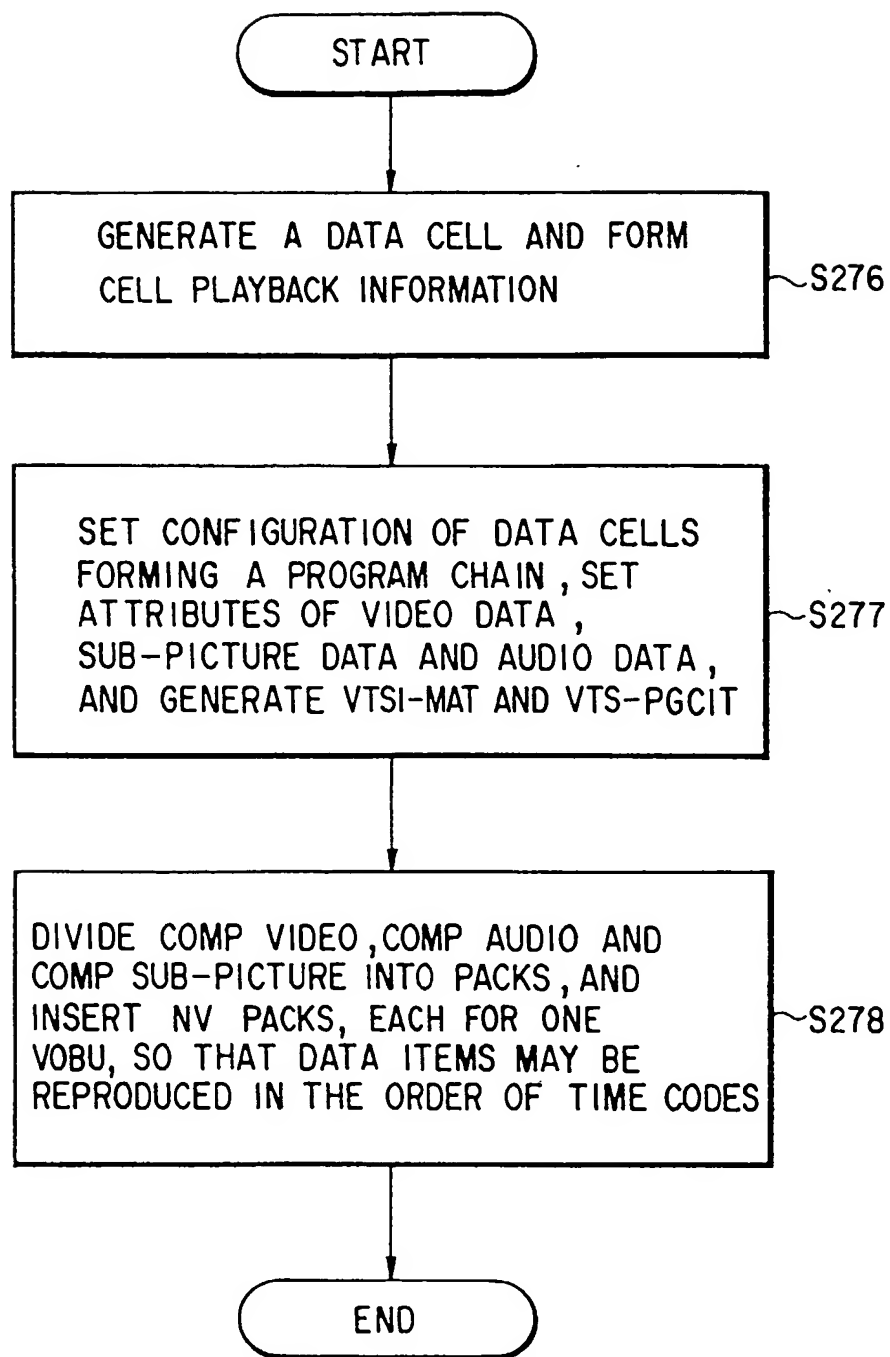 START
GENERATE A DATA CELL AND FORM
CELL PLAYBACK INFORMATION
S276
SET CONFIGURATION OF DATA CELLS
FORMING A PROGRAM CHAIN, SET
ATTRIBUTES OF VIDEO DATA,
SUB-PICTURE DATA AND AUDIO DATA,
AND GENERATE VTSI-MAT AND VTS-PGCIT
S277
DIVIDE COMP VIDEO, COMP AUDIO AND
COMP SUB-PICTURE INTO PACKS, AND
INSERT NV PACKS, EACH FOR ONE
VOBU, SO THAT DATA ITEMS MAY BE
REPRODUCED IN THE ORDER OF TIME CODES
S278
END